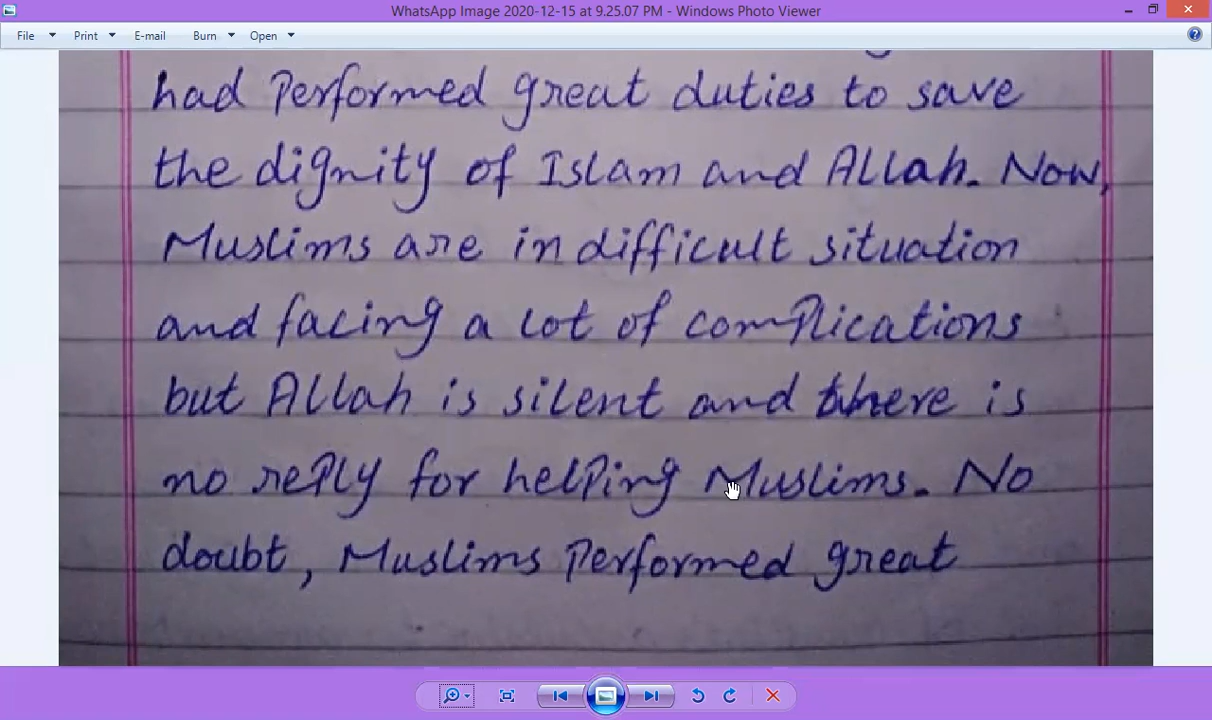 WhatsApp Image 2020-12-15 at 9.25.07 PM - Windows Photo Viewer
File Print E-mail Burn Open
had Performed great duties to save
the dignity of Islam and Allah. Now,
Muslims are in difficult situation
and facing a lot of complications
but Allah is silent and there is
no reply for helping Muslims. No
doubt, Muslims Performed great